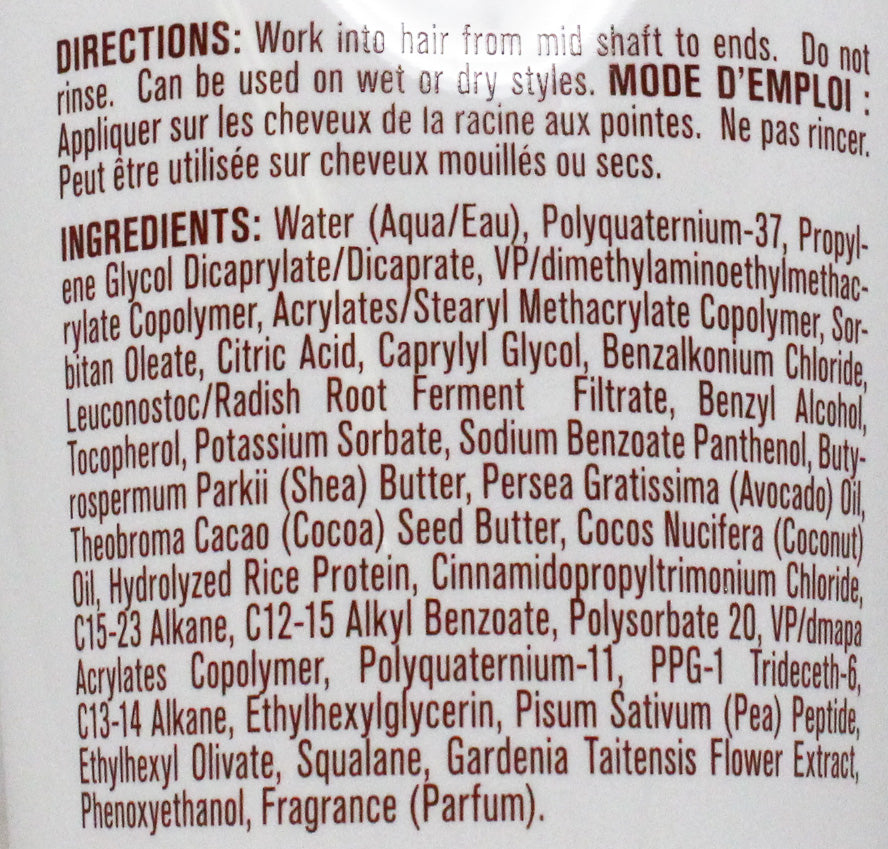 DIRECTIONS: Work into hair from mid shaft to ends. Do not
rinse. Can be used on wet or dry styles. MODE D'EMPLOI :
Appliquer sur les cheveux de la racine aux pointes. Ne pas rincer.
Peut être utilisée sur cheveux mouillés ou secs.
INGREDIENTS: Water (Aqua/Eau), Polyquaternium-37, Propyl-
ene Glycol Dicaprylate/Dicaprate, VP/dimethylaminoethylmethac-
rylate Copolymer, Acrylates/Stearyl Methacrylate Copolymer, Sor-
bitan Oleate, Citric Acid, Caprylyl Glycol, Benzalkonium Chloride,
Leuconostoc/Radish Root Ferment Filtrate, Benzyl Alcohol,
Tocopherol, Potassium Sorbate, Sodium Benzoate Panthenol, Buty-
rospermum Parkii (Shea) Butter, Persea Gratissima (Avocado) Oil,
Theobroma Cacao (Cocoa) Seed Butter, Cocos Nucifera (Coconut)
Oil, Hydrolyzed Rice Protein, Cinnamidopropyltrimonium Chloride,
C15-23 Alkane, C12-15 Alkyl Benzoate, Polysorbate 20, VP/dmapa
Acrylates Copolymer, Polyquaternium-11, PPG-1 Trideceth-6,
C13-14 Alkane, Ethylhexylglycerin, Pisum Sativum (Pea) Peptide,
Ethylhexyl Olivate, Squalane, Gardenia Taitensis Flower Extract,
Phenoxyethanol, Fragrance (Parfum).